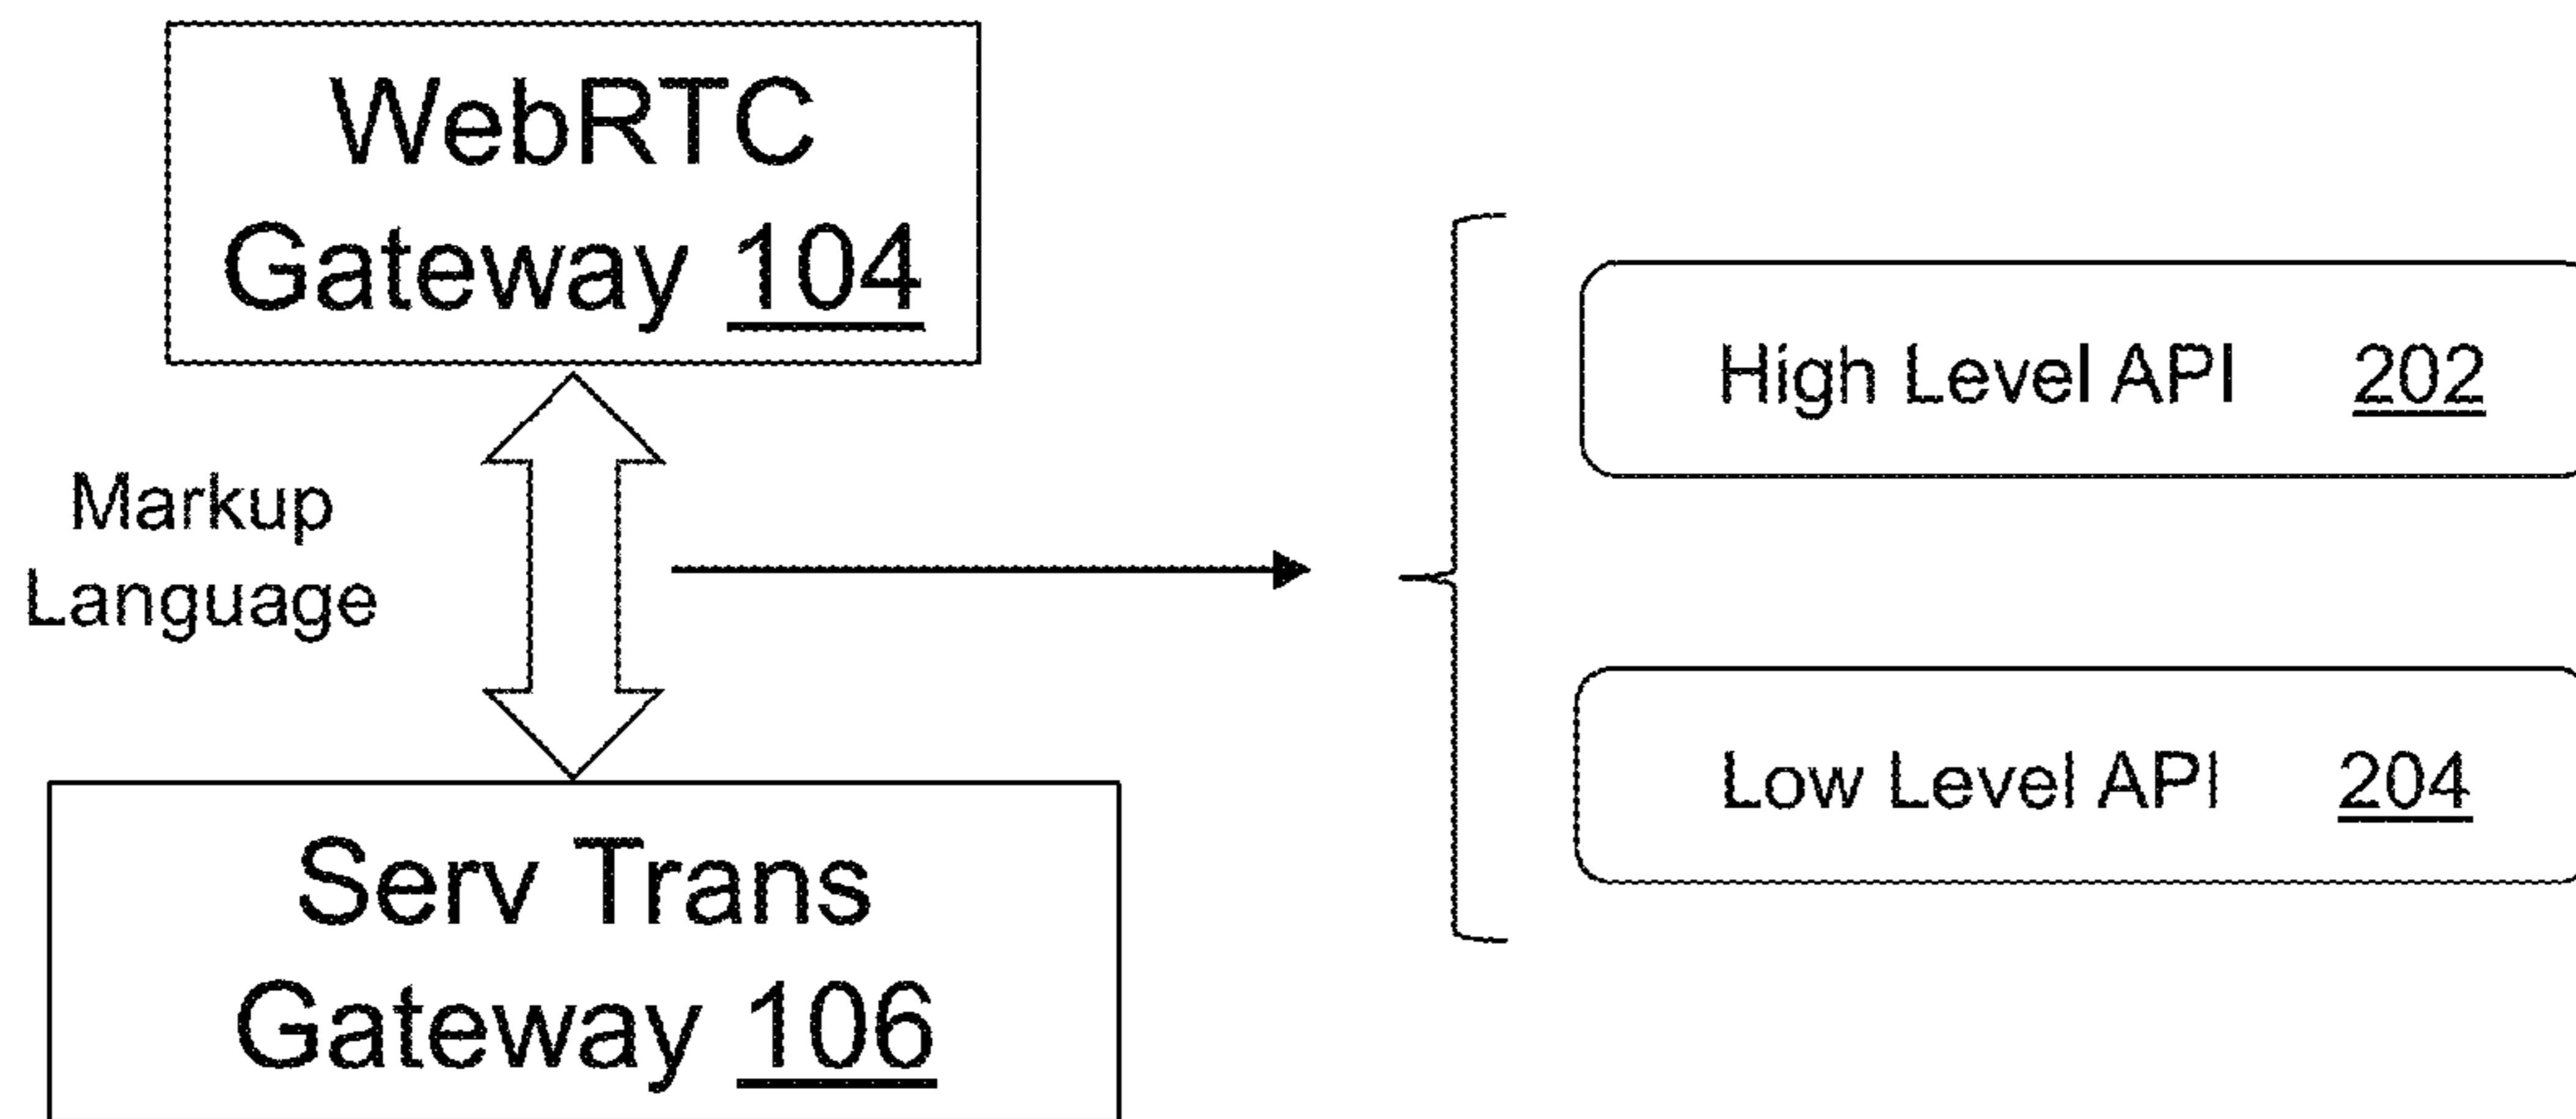 WebRTC
Gateway 104
Markup
Language
Serv Trans
Gateway 106
High Level API 202
Low Level API 204